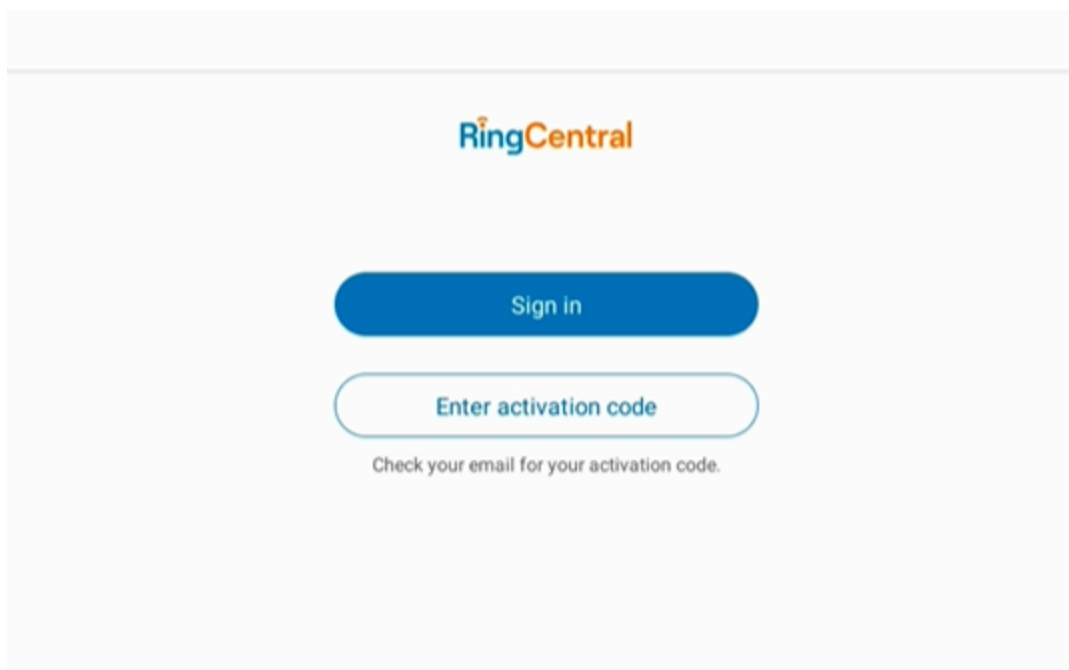 RingCentral
Sign in
Enter activation code
Check your email for your activation code.